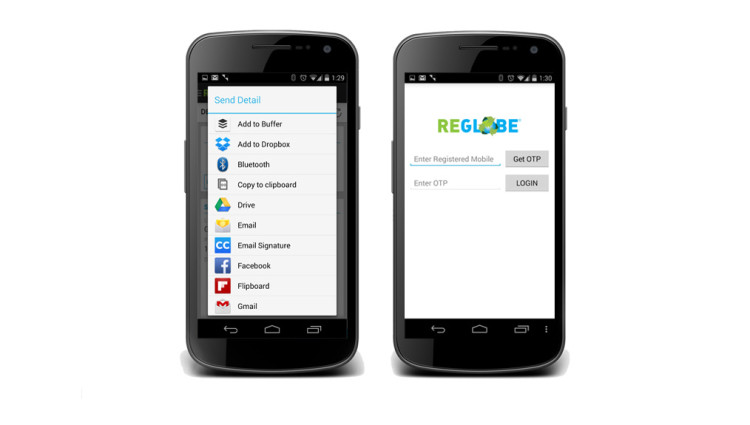 1:29
Send Detail
Add to Buffer
Add to Dropbox
Bluetooth
Copy to clipboard
Drive
Email
CC
Email Signature
Facebook
Flipboard
Gmail
1:30
REGLOBE
Enter Registered Mobile
Get OTP
Enter OTP
LOGIN